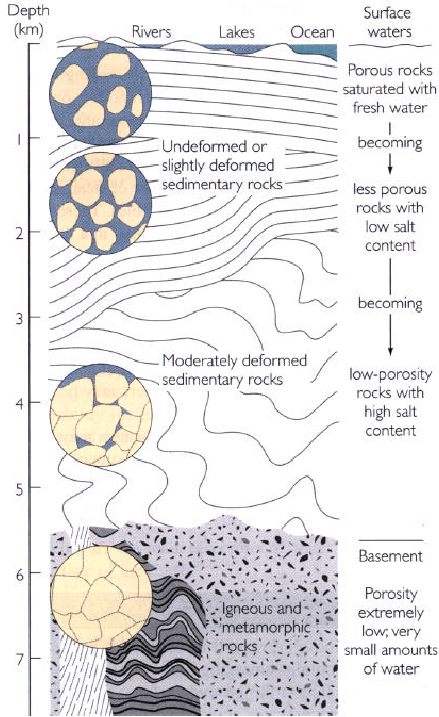 Depth
(km)
Rivers
Lakes
Ocean
Surface
waters
Porous rocks
saturated with
fresh water
1
becoming
Undeformed or
slightly deformed
sedimentary rocks
less porous
rocks with
low salt
content
2
becoming
3
Moderately deformed
sedimentary rocks
low-porosity
rocks with
high salt
content
4
5
Basement
6
Porosity
extremely
low; very
small amounts
of water
Igneous and
metamorphic
rocks
7